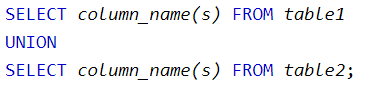 SELECT column_name(s) FROM table1
UNION
SELECT column_name(s) FROM table2;